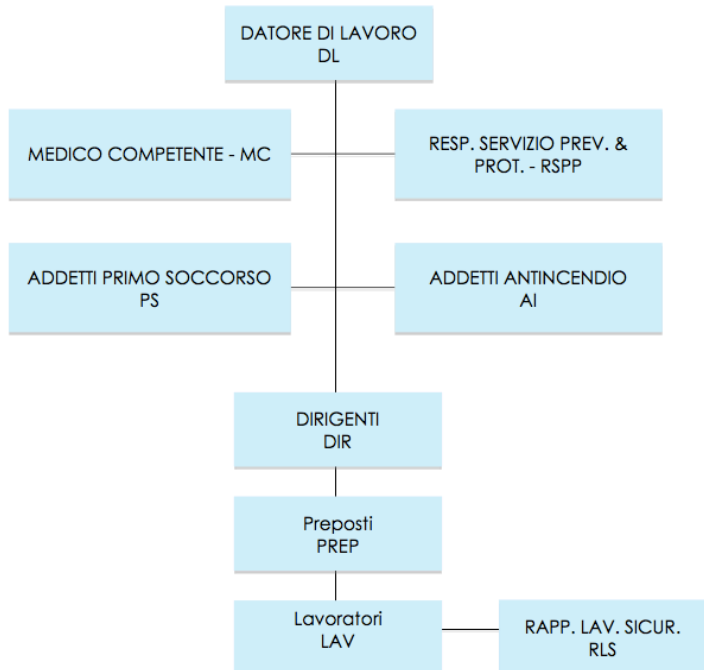 DATORE DI LAVORO
DL
MEDICO COMPETENTE - MC
RESP. SERVIZIO PREV. &
PROT. - RSPP
ADDETTI PRIMO SOCCORSO
PS
ADDETTI ANTINCENDIO
AI
DIRIGENTI
DIR
Preposti
PREP
Lavoratori
LAV
RAPP. LAV. SICUR.
RLS